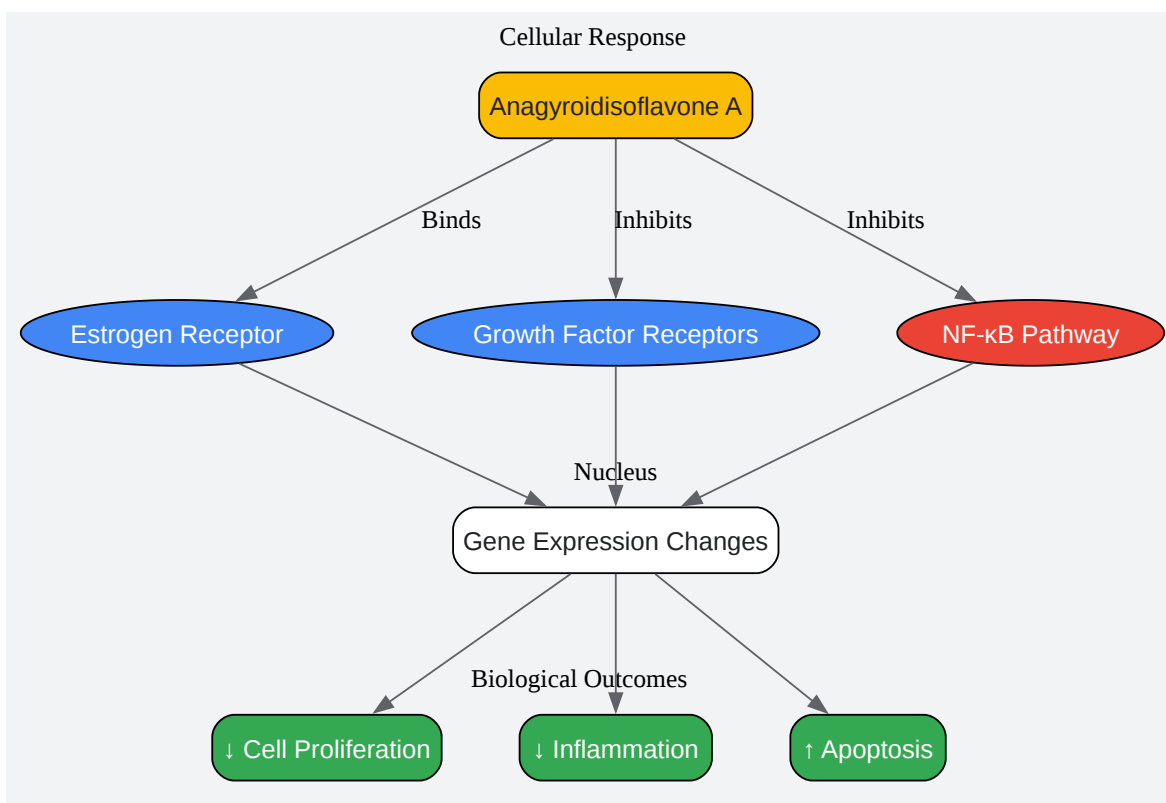 Cellular Response
Anagyroidisoflavone A
Binds
Inhibits
Inhibits
Estrogen Receptor
Growth Factor Receptors
NF-κB Pathway
Nucleus
Gene Expression Changes
Biological Outcomes
↓ Cell Proliferation
↓ Inflammation
↑ Apoptosis